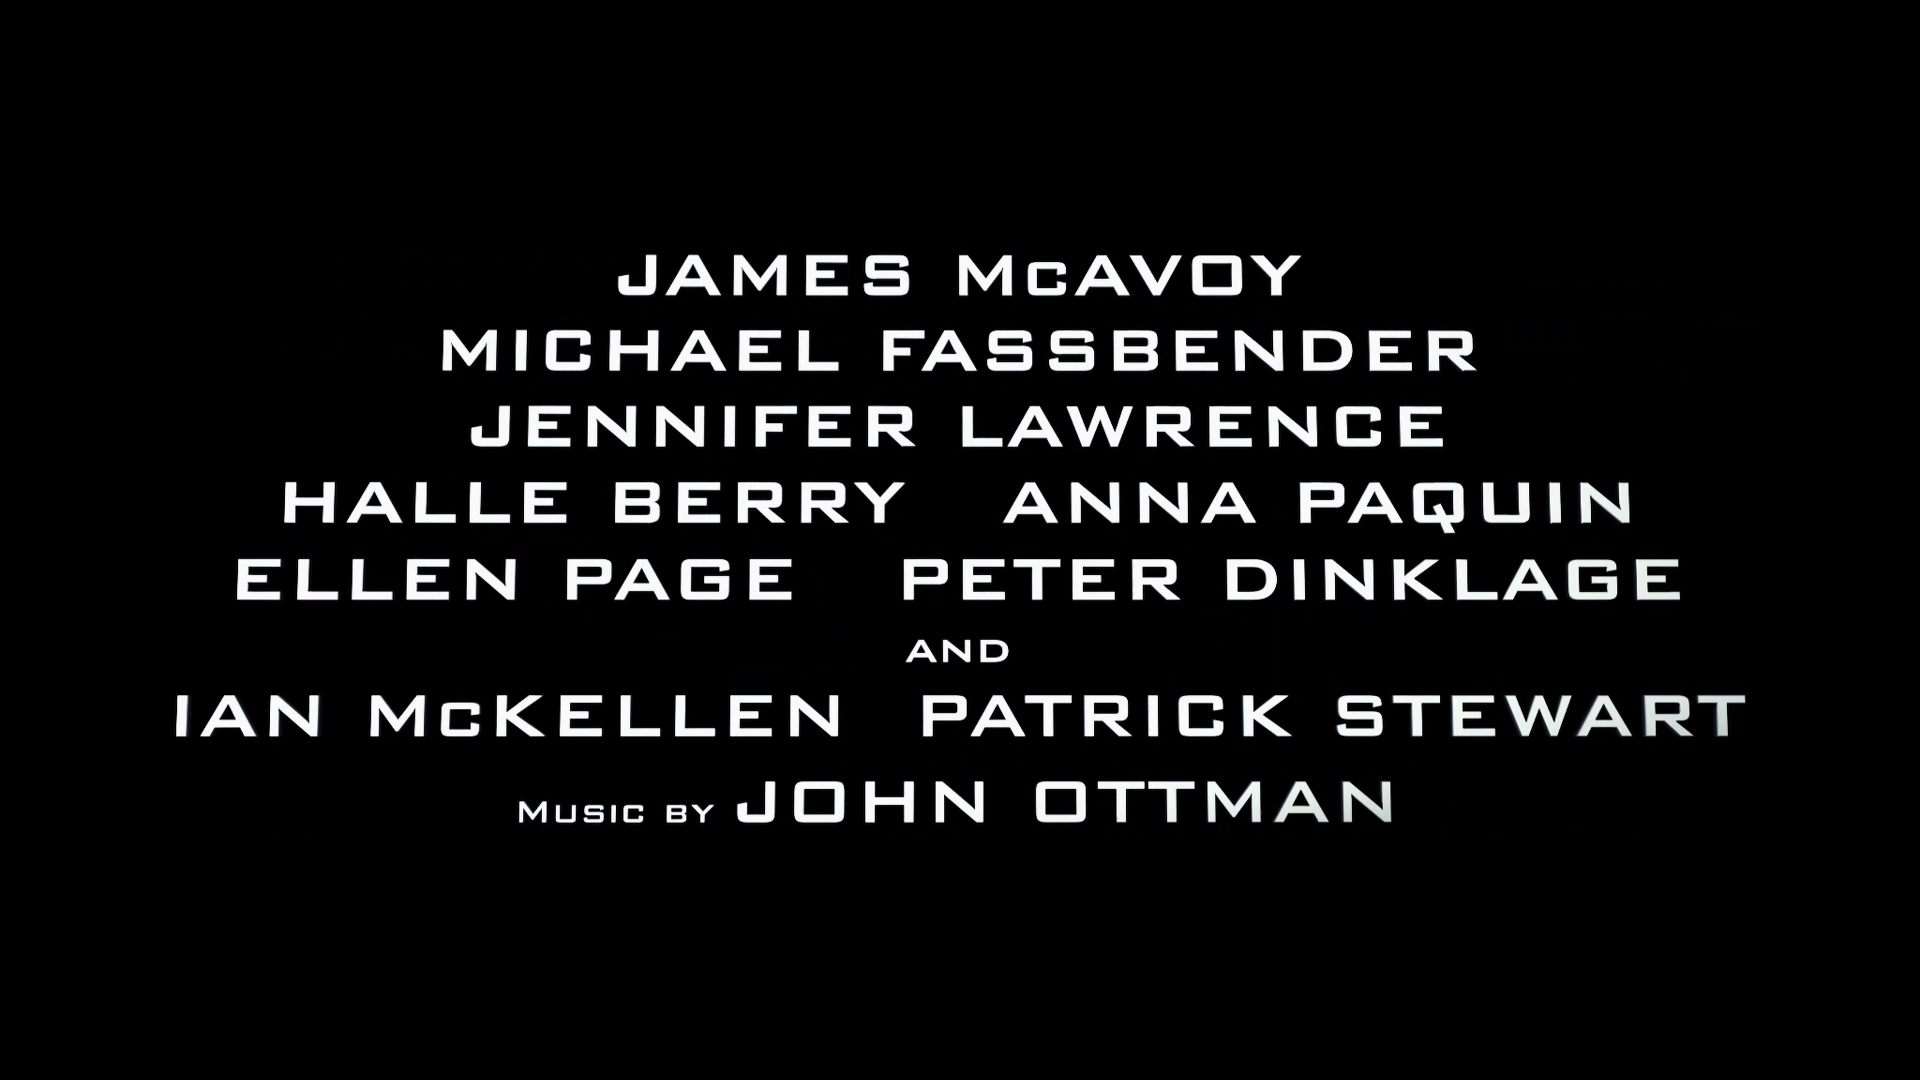 JAMES McAVOY
MICHAEL FASSBENDER
JENNIFER LAWRENCE
HALLE BERRY ANNA PAQUIN
ELLEN PAGE PETER DINKLAGE
AND
IAN McKELLEN PATRICK STEWART
MUSIC BY JOHN OTTMAN